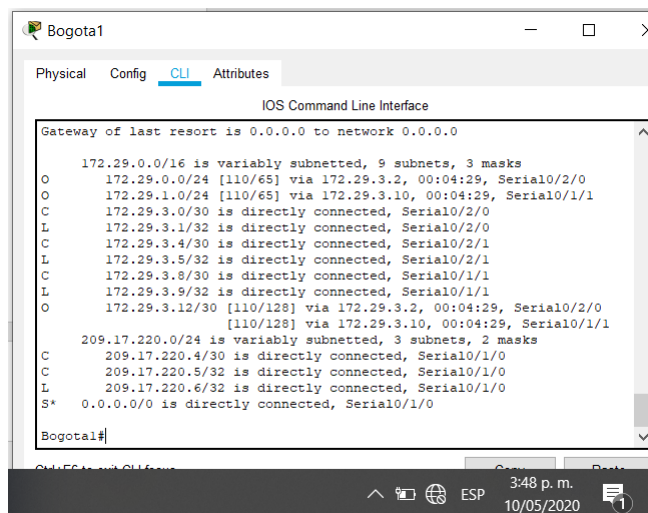 Bogota1
Physical Config CLI Attributes
IOS Command Line Interface
Gateway of last resort is 0.0.0.0 to network 0.0.0.0
172.29.0.0/16 is variably subnetted, 9 subnets, 3 masks
O 172.29.0.0/24 [110/65] via 172.29.3.2, 00:04:29, Serial0/2/0
O 172.29.1.0/24 [110/65] via 172.29.3.10, 00:04:29, Serial0/1/1
C 172.29.3.0/30 is directly connected, Serial0/2/0
L 172.29.3.1/32 is directly connected, Serial0/2/0
C 172.29.3.4/30 is directly connected, Serial0/2/1
L 172.29.3.5/32 is directly connected, Serial0/2/1
C 172.29.3.8/30 is directly connected, Serial0/1/1
L 172.29.3.9/32 is directly connected, Serial0/1/1
O 172.29.3.12/30 [110/128] via 172.29.3.2, 00:04:29, Serial0/2/0
[110/128] via 172.29.3.10, 00:04:29, Serial0/1/1
209.17.220.0/24 is variably subnetted, 3 subnets, 2 masks
C 209.17.220.4/30 is directly connected, Serial0/1/0
C 209.17.220.5/32 is directly connected, Serial0/1/0
L 209.17.220.6/32 is directly connected, Serial0/1/0
S* 0.0.0.0/0 is directly connected, Serial0/1/0
Bogota1#
Ctrl+F6 to exit CLI focus Copy Paste
ESP 3:48 p. m.
10/05/2020 1